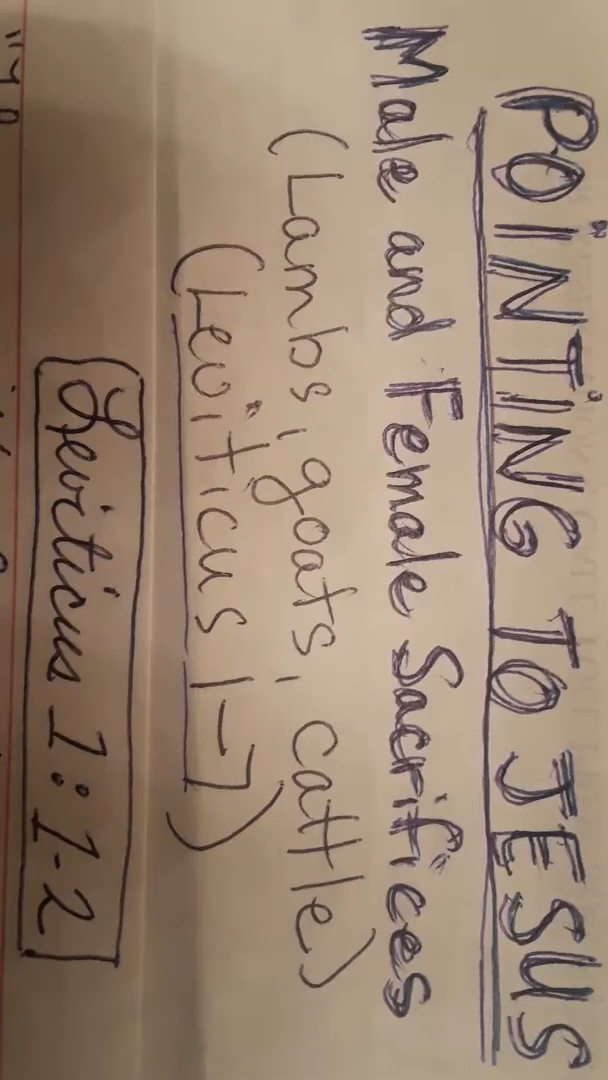 POINTING TO JESUS
Male and Female Sacrifices
(Lambs, goats, cattle)
(Leviticus 1-7)
Leviticus 1:1-2